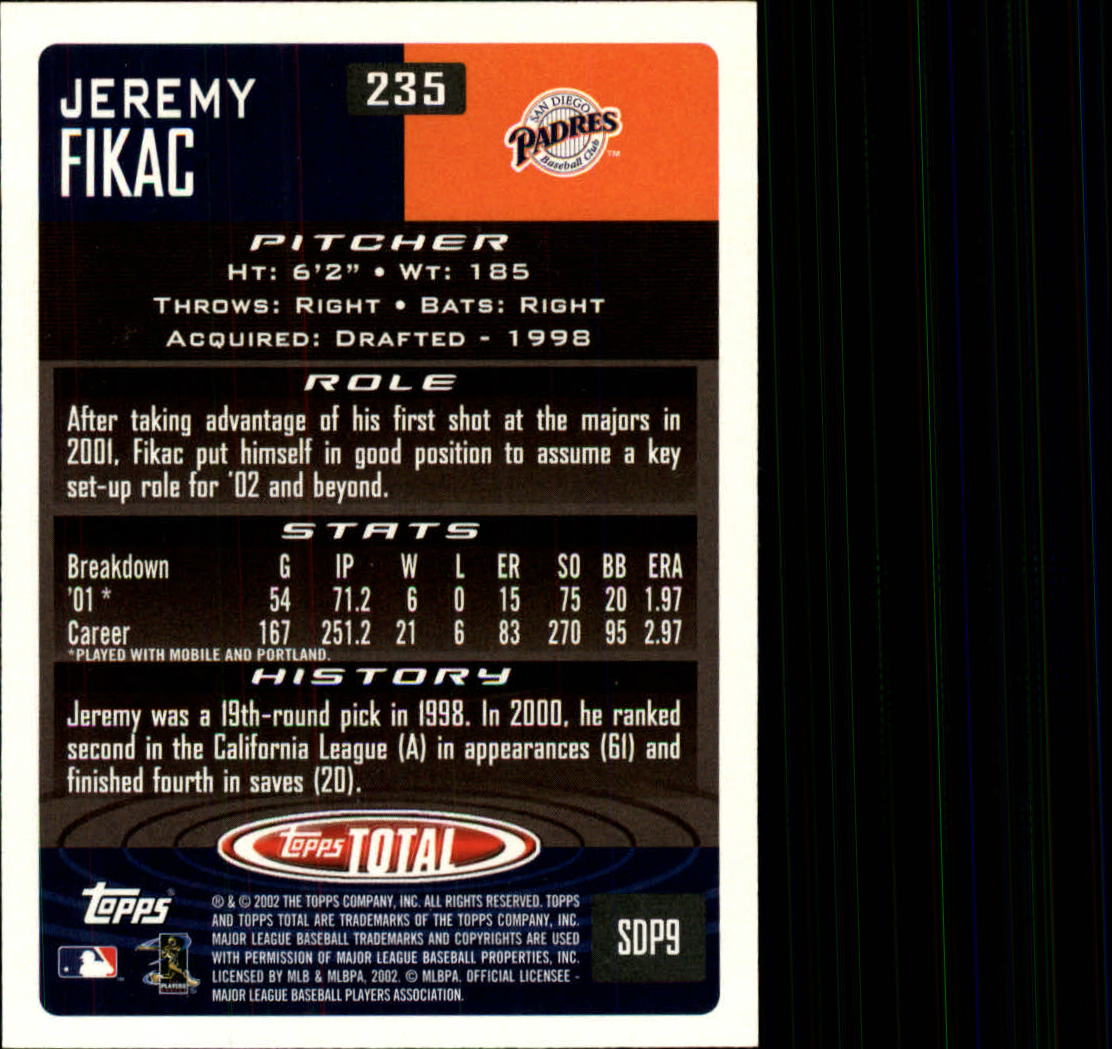 JEREMY
FIKAC
235
SAN DIEGO
PADRES
Baseball Club
™
PITCHER
HT: 6'2" • WT: 185
THROWS: RIGHT • BATS: RIGHT
ACQUIRED: DRAFTED - 1998
ROLE
After taking advantage of his first shot at the majors in
2001, Fikac put himself in good position to assume a key
set-up role for '02 and beyond.
STATS
Breakdown G IP W L ER SO BB ERA
'01 * 54 71.2 6 0 15 75 20 1.97
Career 167 251.2 21 6 83 270 95 2.97
*PLAYED WITH MOBILE AND PORTLAND.
HISTORY
Jeremy was a 19th-round pick in 1998. In 2000, he ranked
second in the California League (A) in appearances (61) and
finished fourth in saves (20).
topps TOTAL
topps®
® & © 2002 THE TOPPS COMPANY, INC. ALL RIGHTS RESERVED. TOPPS
AND TOPPS TOTAL ARE TRADEMARKS OF THE TOPPS COMPANY, INC.
MAJOR LEAGUE BASEBALL TRADEMARKS AND COPYRIGHTS ARE USED
WITH PERMISSION OF MAJOR LEAGUE BASEBALL PROPERTIES, INC.
LICENSED BY MLB & MLBPA, 2002. © MLBPA. OFFICIAL LICENSEE -
MAJOR LEAGUE BASEBALL PLAYERS ASSOCIATION.
PLAYERS
SDP9